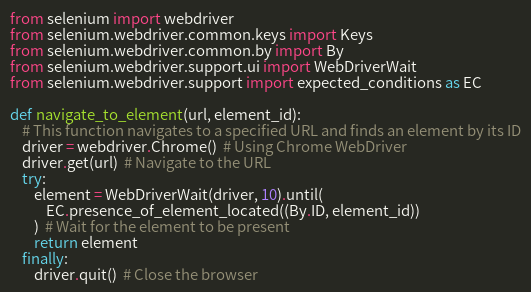 from selenium import webdriver
from selenium.webdriver.common.keys import Keys
from selenium.webdriver.common.by import By
from selenium.webdriver.support.ui import WebDriverWait
from selenium.webdriver.support import expected_conditions as EC

def navigate_to_element(url, element_id):
    # This function navigates to a specified URL and finds an element by its ID
    driver = webdriver.Chrome()  # Using Chrome WebDriver
    driver.get(url)  # Navigate to the URL
    try:
        element = WebDriverWait(driver, 10).until(
            EC.presence_of_element_located((By.ID, element_id))
        )  # Wait for the element to be present
        return element
    finally:
        driver.quit()  # Close the browser